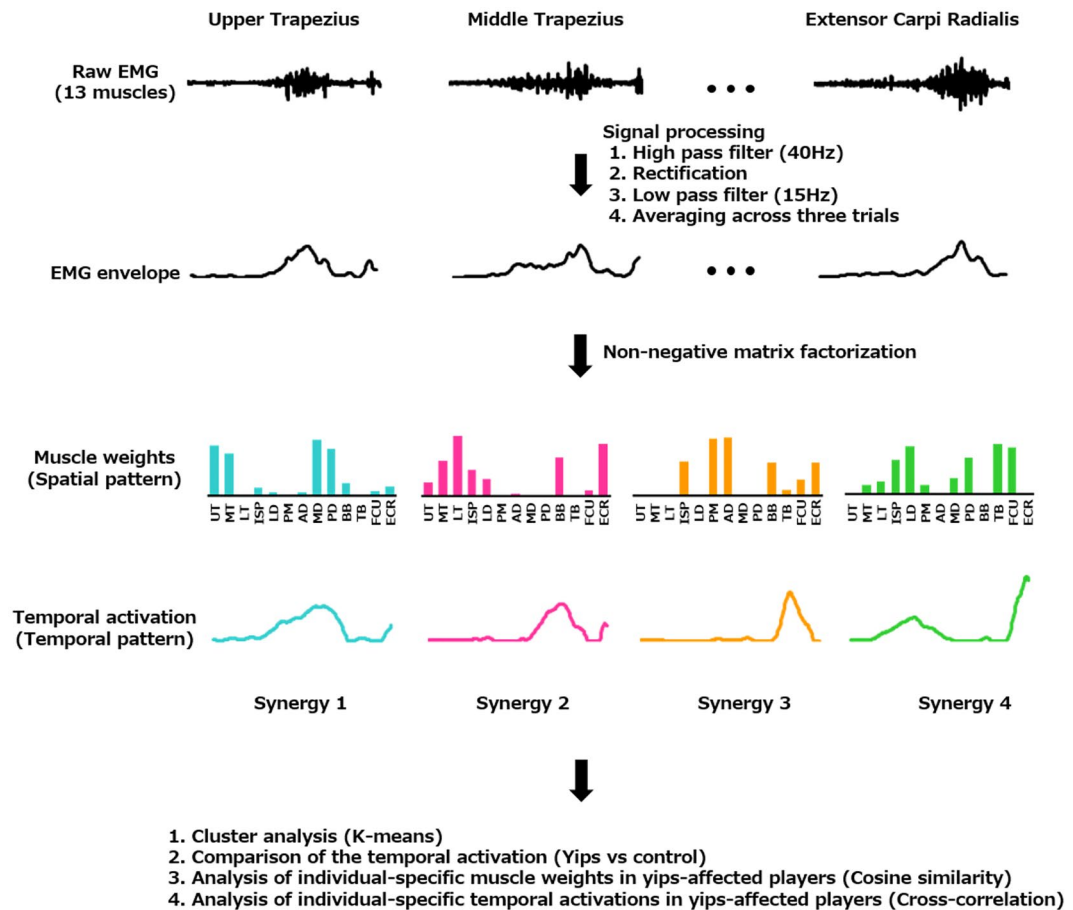 Upper Trapezius Middle Trapezius Extensor Carpi Radialis
Raw EMG
(13 muscles)
Signal processing
1. High pass filter (40Hz)
2. Rectification
3. Low pass filter (15Hz)
4. Averaging across three trials
EMG envelope
Non-negative matrix factorization
Muscle weights
(Spatial pattern)
UT MT LT ISP LD PM AD MD PD BB TB FCU ECR
UT MT LT ISP LD PM AD MD PD BB TB FCU ECR
UT MT LT ISP PM AD MD PD BB TB FCU ECR
UT MT LT ISP LD PM AD MD PD BB TB FCU ECR
Temporal activation
(Temporal pattern)
Synergy 1 Synergy 2 Synergy 3 Synergy 4
1. Cluster analysis (K-means)
2. Comparison of the temporal activation (Yips vs control)
3. Analysis of individual-specific muscle weights in yips-affected players (Cosine similarity)
4. Analysis of individual-specific temporal activations in yips-affected players (Cross-correlation)